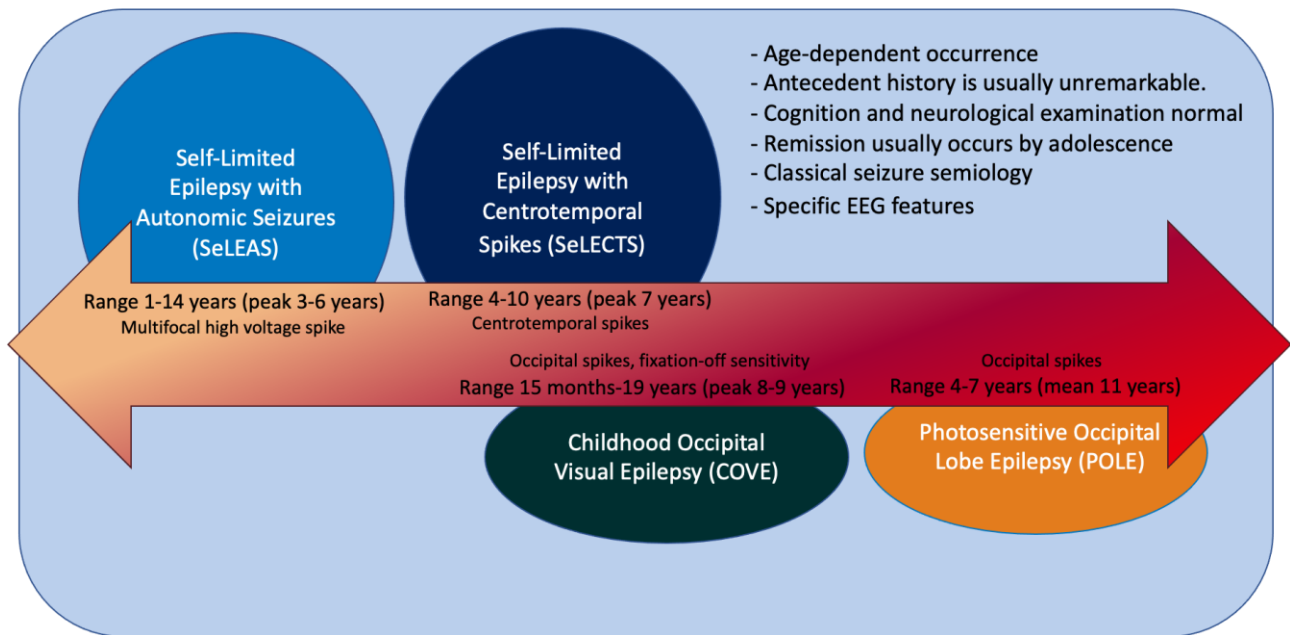 Self-Limited
Epilepsy with
Autonomic Seizures
(SeLEAS)
Self-Limited
Epilepsy with
Centrotemporal
Spikes (SeLECTS)
- Age-dependent occurrence
- Antecedent history is usually unremarkable.
- Cognition and neurological examination normal
- Remission usually occurs by adolescence
- Classical seizure semiology
- Specific EEG features
Range 1-14 years (peak 3-6 years)
Multifocal high voltage spike
Range 4-10 years (peak 7 years)
Centrotemporal spikes
Occipital spikes, fixation-off sensitivity
Range 15 months-19 years (peak 8-9 years)
Occipital spikes
Range 4-7 years (mean 11 years)
Childhood Occipital
Visual Epilepsy (COVE)
Photosensitive Occipital
Lobe Epilepsy (POLE)